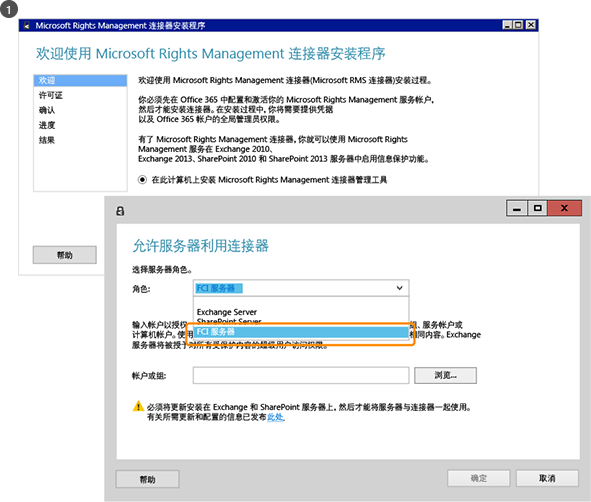 1
Microsoft Rights Management 连接器安装程序
欢迎使用 Microsoft Rights Management 连接器安装程序
欢迎
许可证
确认
进度
结果
欢迎使用 Microsoft Rights Management 连接器(Microsoft RMS 连接器)安装过程。
你必须先在 Office 365 中配置和激活你的 Microsoft Rights Management 服务帐户,
然后才能安装连接器。在安装过程中,你将需要提供凭据
以及 Office 365 帐户的全局管理员权限。
有了 Microsoft Rights Management 连接器,你就可以使用 Microsoft Rights
Management 服务在 Exchange 2010、
Exchange 2013、SharePoint 2010 和 SharePoint 2013 服务器中启用信息保护功能。
在此计算机上安装 Microsoft Rights Management 连接器管理工具
帮助
允许服务器利用连接器
选择服务器角色。
角色:
FCI 服务器
Exchange Server
SharePoint Server
FCI 服务器
输入帐户以授权
组、服务帐户或
计算机帐户。使用
相同内容。Exchange
服务器将被授予对所有受保护内容的超级用户访问权限。
帐户或组:
浏览...
必须将更新安装在 Exchange 和 SharePoint 服务器上,然后才能将服务器与连接器一起使用。
有关所需更新和配置的信息已发布此处.
帮助
确定
取消